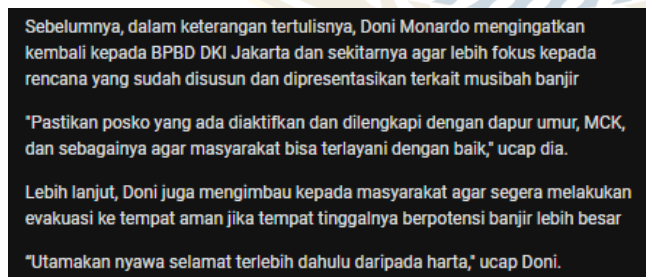 Sebelumnya, dalam keterangan tertulisnya, Doni Monardo mengingatkan
kembali kepada BPBD DKI Jakarta dan sekitarnya agar lebih fokus kepada
rencana yang sudah disusun dan dipresentasikan terkait musibah banjir
"Pastikan posko yang ada diaktifkan dan dilengkapi dengan dapur umur, MCK,
dan sebagainya agar masyarakat bisa terlayani dengan baik," ucap dia.
Lebih lanjut, Doni juga mengimbau kepada masyarakat agar segera melakukan
evakuasi ke tempat aman jika tempat tinggalnya berpotensi banjir lebih besar
"Utamakan nyawa selamat terlebih dahulu daripada harta," ucap Doni.